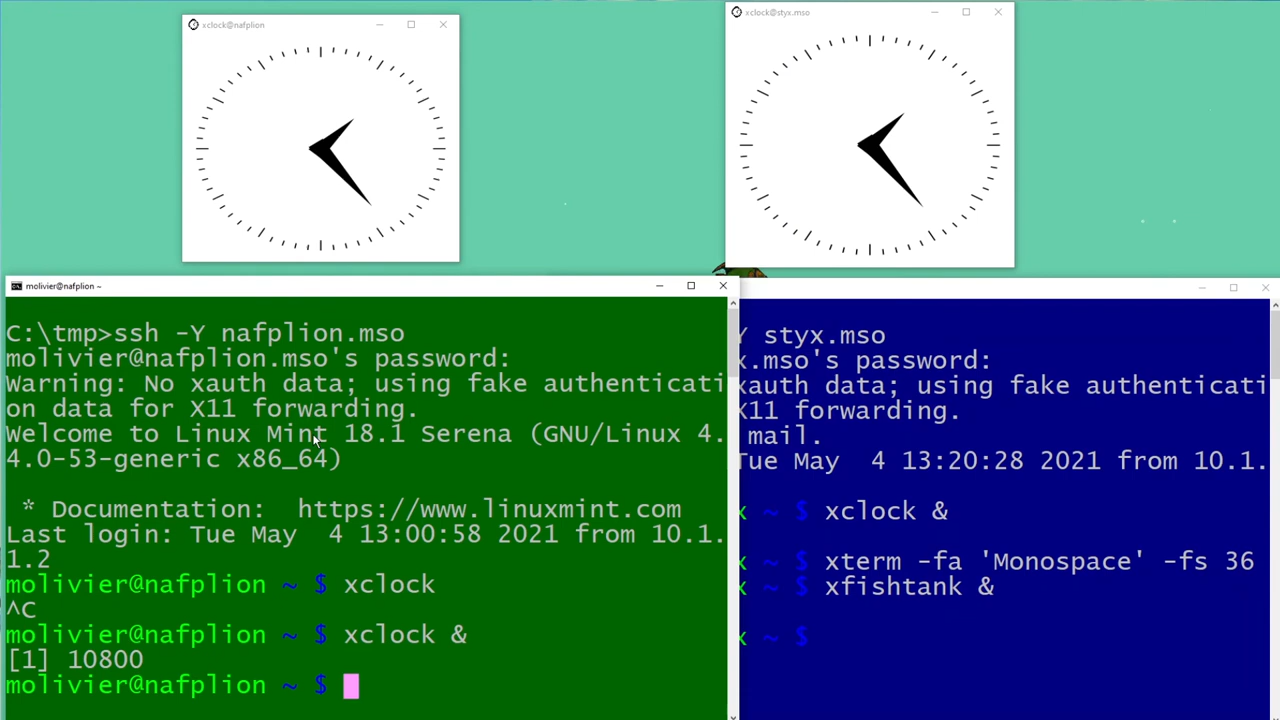 xclock@nafplion
xclock@styx.mso
molivier@nafplion ~
C:\tmp>ssh -Y nafplion.mso
molivier@nafplion.mso's password:
Warning: No xauth data; using fake authenticati
on data for X11 forwarding.
Welcome to Linux Mint 18.1 Serena (GNU/Linux 4.
4.0-53-generic x86_64)
* Documentation:  https://www.linuxmint.com
Last login: Tue May  4 13:00:58 2021 from 10.1.
1.2
molivier@nafplion ~ $ xclock
^C
molivier@nafplion ~ $ xclock &
[1] 10800
molivier@nafplion ~ $
Y styx.mso
x.mso's password:
xauth data; using fake authenticati
X11 forwarding.
mail.
Tue May  4 13:20:28 2021 from 10.1.
x ~ $ xclock &
x ~ $ xterm -fa 'Monospace' -fs 36
x ~ $ xfishtank &
x ~ $